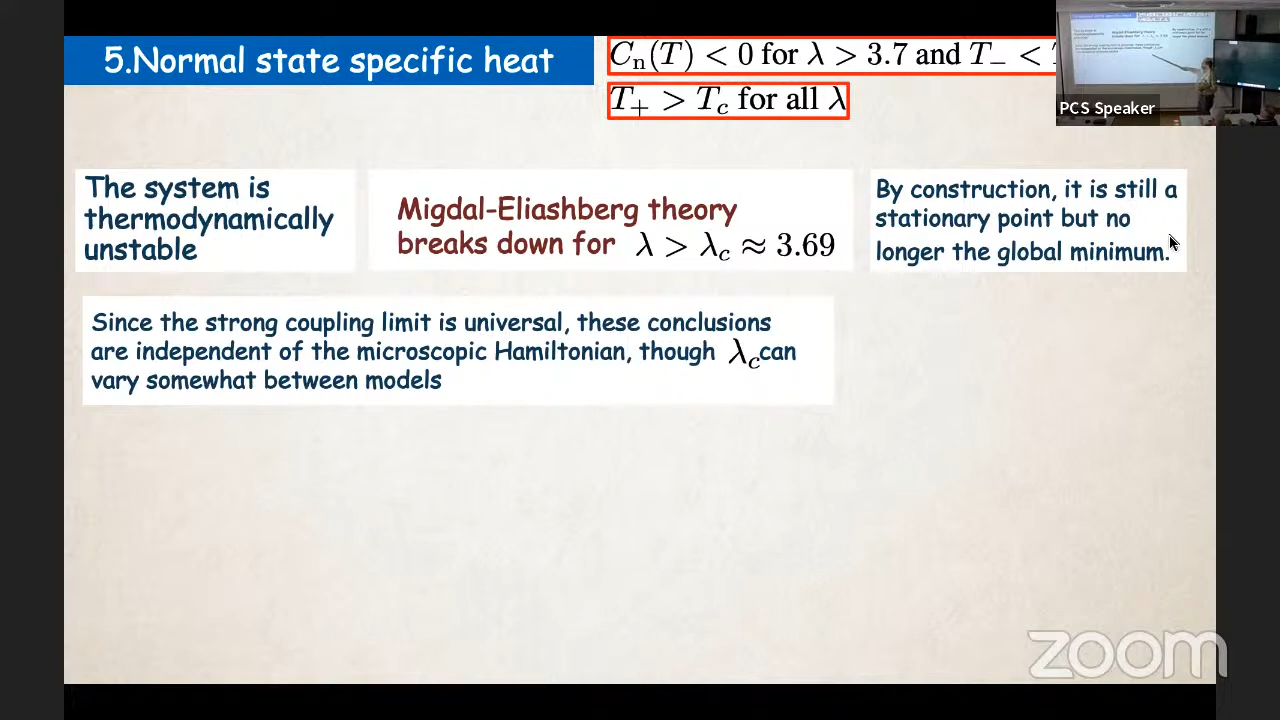 5.Normal state specific heat
Cₙ(T) < 0 for λ > 3.7 and T₋ <
T₊ > T_c for all λ
PCS Speaker
The system is
thermodynamically
unstable
Migdal-Eliashberg theory
breaks down for λ > λ_c ≈ 3.69
By construction, it is still a
stationary point but no
longer the global minimum.
Since the strong coupling limit is universal, these conclusions
are independent of the microscopic Hamiltonian, though λ_c can
vary somewhat between models
zoom